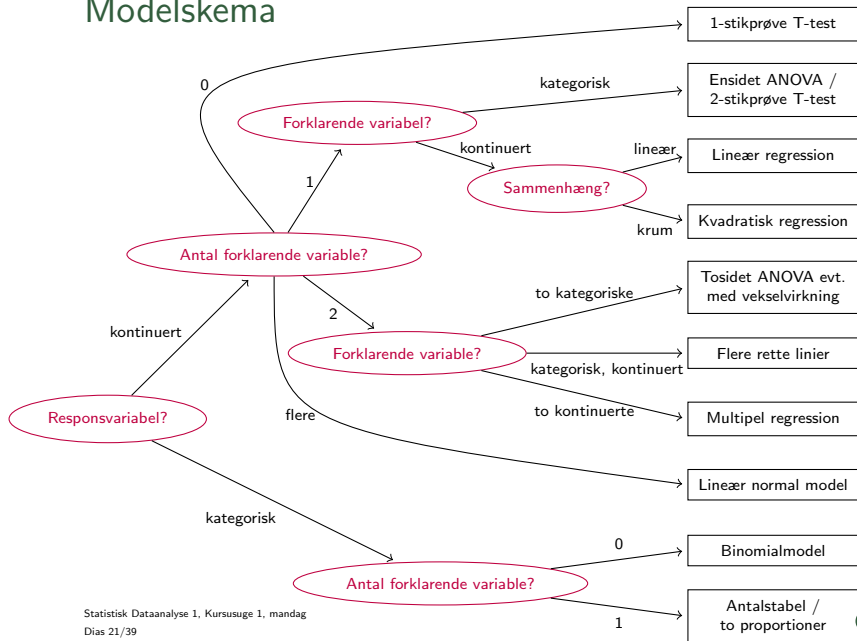 Modelskema
1-stikprøve T-test
0
kategorisk
Ensidet ANOVA /
2-stikprøve T-test
Forklarende variabel?
kontinuert
lineær
Lineær regression
1
Sammenhæng?
krum
Kvadratisk regression
Antal forklarende variable?
to kategoriske
Tosidet ANOVA evt.
med vekselvirkning
2
kontinuert
Forklarende variable?
kategorisk, kontinuert
Flere rette linier
to kontinuerte
Multipel regression
Responsvariabel?
flere
Lineær normal model
kategorisk
0
Binomialmodel
Antal forklarende variable?
1
Antalstabel /
to proportioner
Statistisk Dataanalyse 1, Kursusuge 1, mandag
Dias 21/39